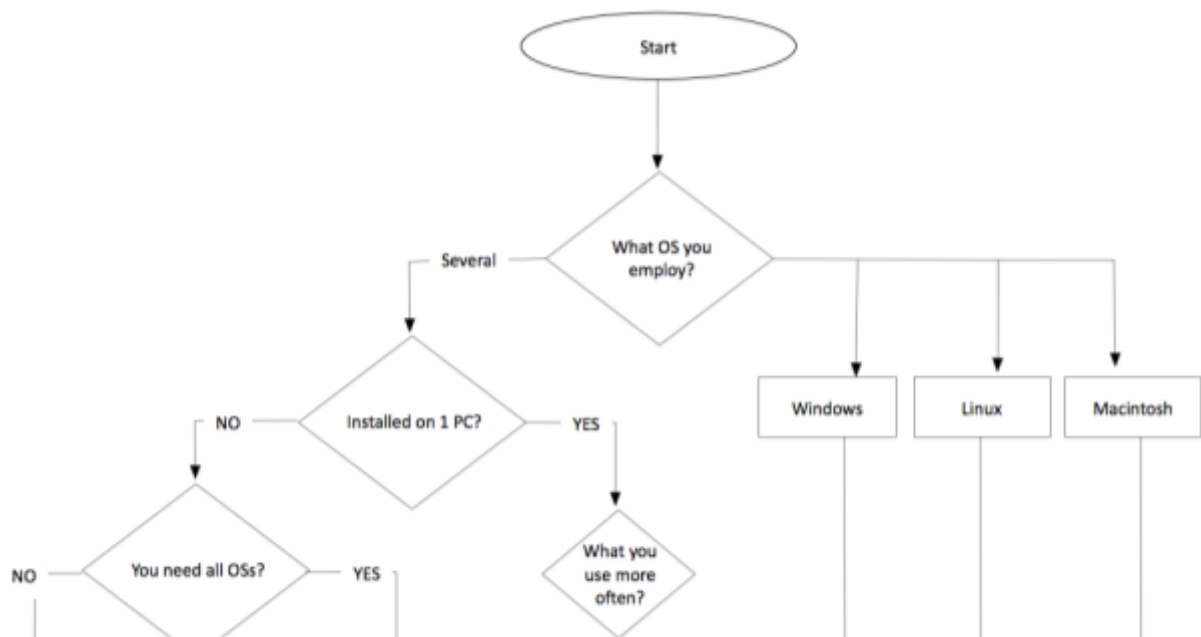 Start
What OS you
employ?
Several
Windows
Linux
Macintosh
NO
Installed on 1 PC?
YES
NO
You need all OSs?
YES
What you
use more
often?